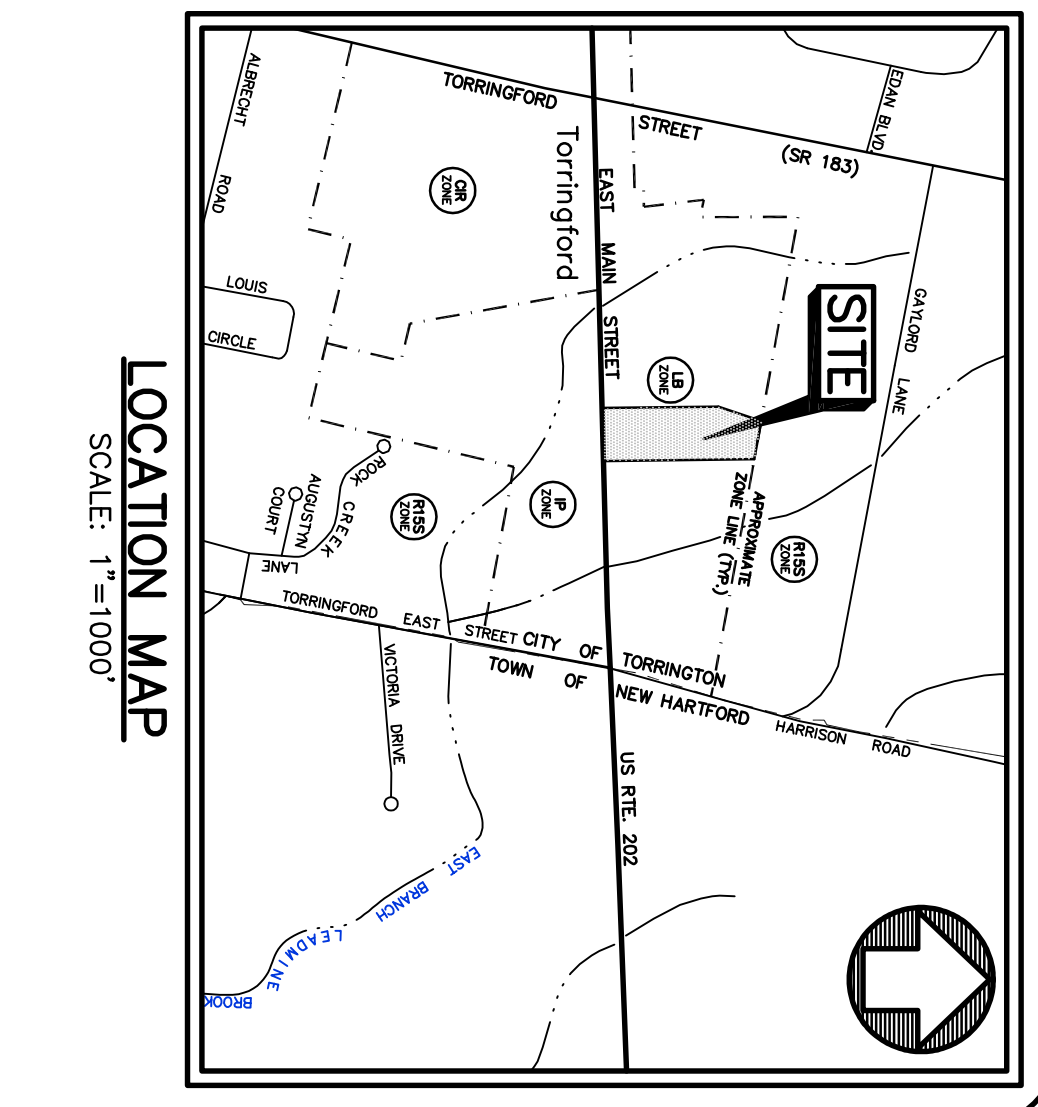 EDAN BLVD.
TORRINGFORD STREET
(SR 183)
ALBRECHT ROAD
CIR
ZONE
Torringford
EAST MAIN STREET
GAYLORD LANE
SITE
LOUIS CIRCLE
LB
ZONE
APPROXIMATE
ZONE LINE (TYP.)
R15S
ZONE
IP
ZONE
R15S
ZONE
ROCK CREEK LANE
AUGUSTYN
COURT
TORRINGFORD EAST STREET
CITY OF TORRINGTON
TOWN OF NEW HARTFORD
HARRISON ROAD
VICTORIA DRIVE
US RTE. 202
EAST BRANCH LEADMINE BROOK
LOCATION MAP
SCALE: 1"=1000'